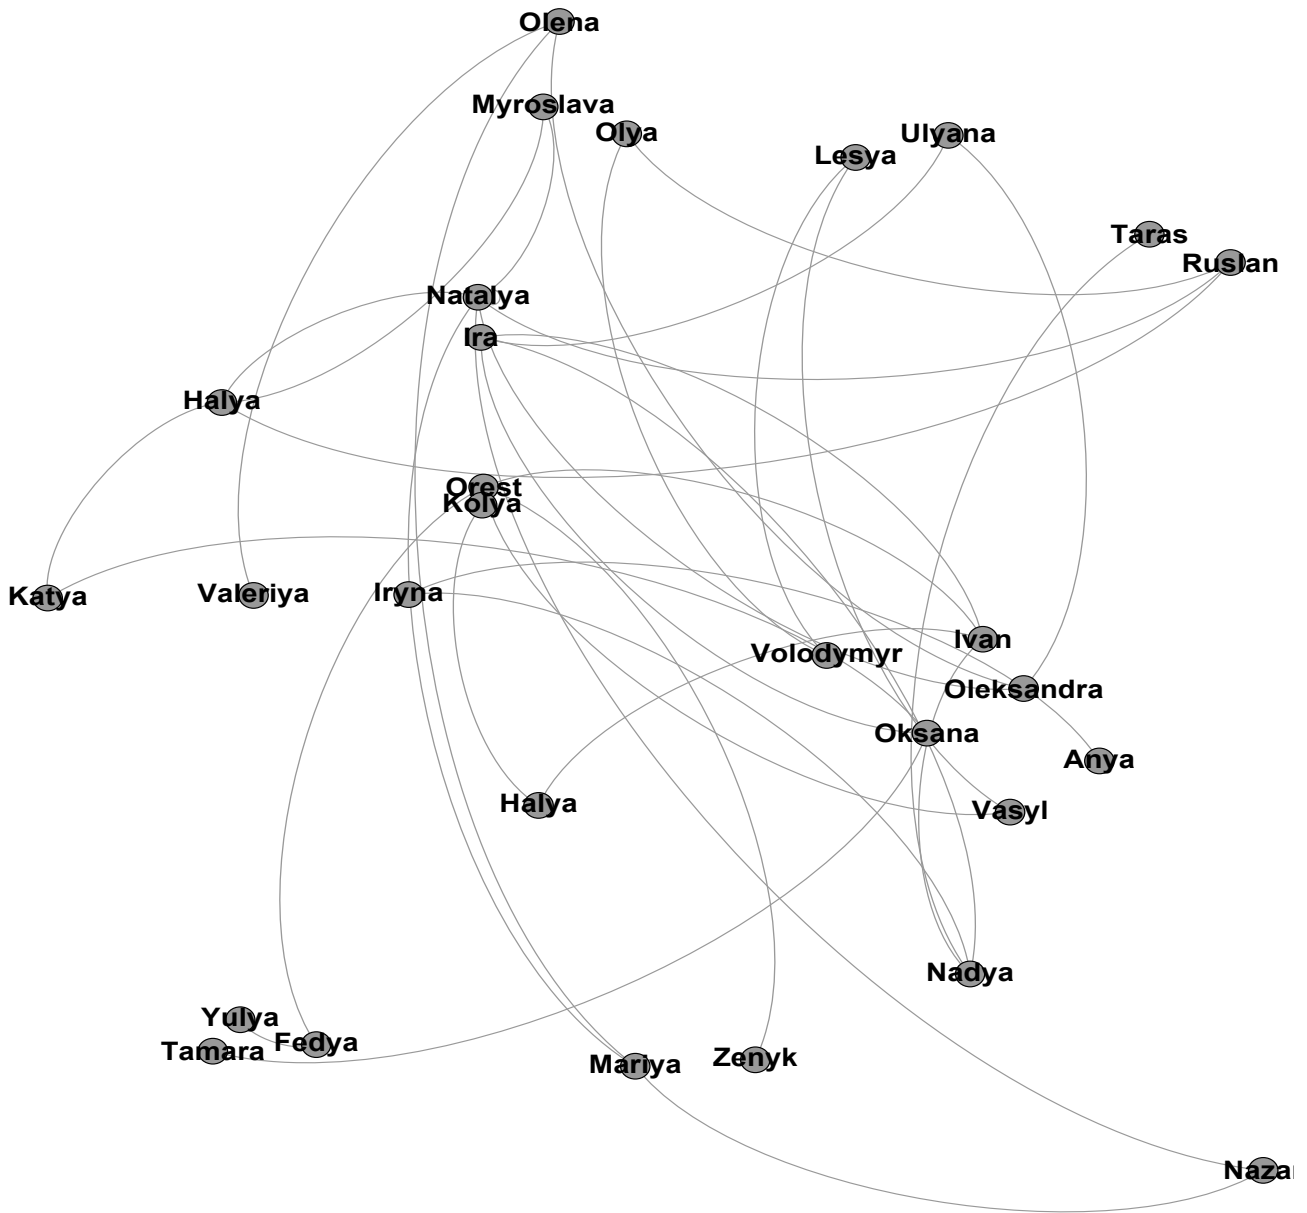 Olena
Myroslava
Olya
Ulyana
Lesya
Taras
Ruslan
Natalya
Ira
Halya
Orest
Kolya
Katya
Valeriya
Iryna
Ivan
Volodymyr
Oleksandra
Oksana
Anya
Halya
Vasyl
Nadya
Yulya
Fedya
Tamara
Mariya
Zenyk
Nazar